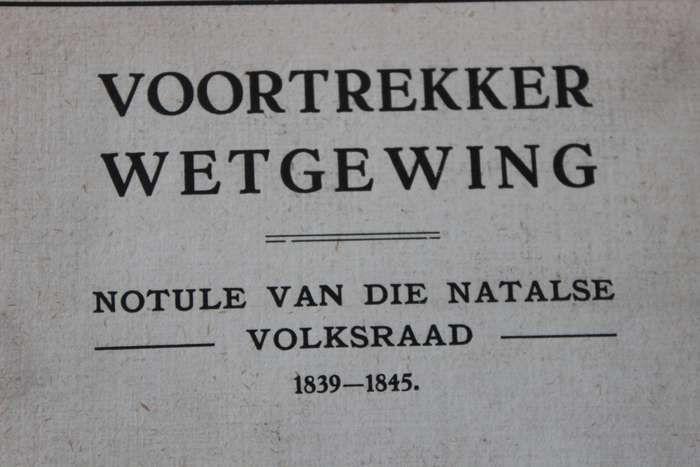 VOORTREKKER
WETGEWING
NOTULE VAN DIE NATALSE
VOLKSRAAD
1839—1845.